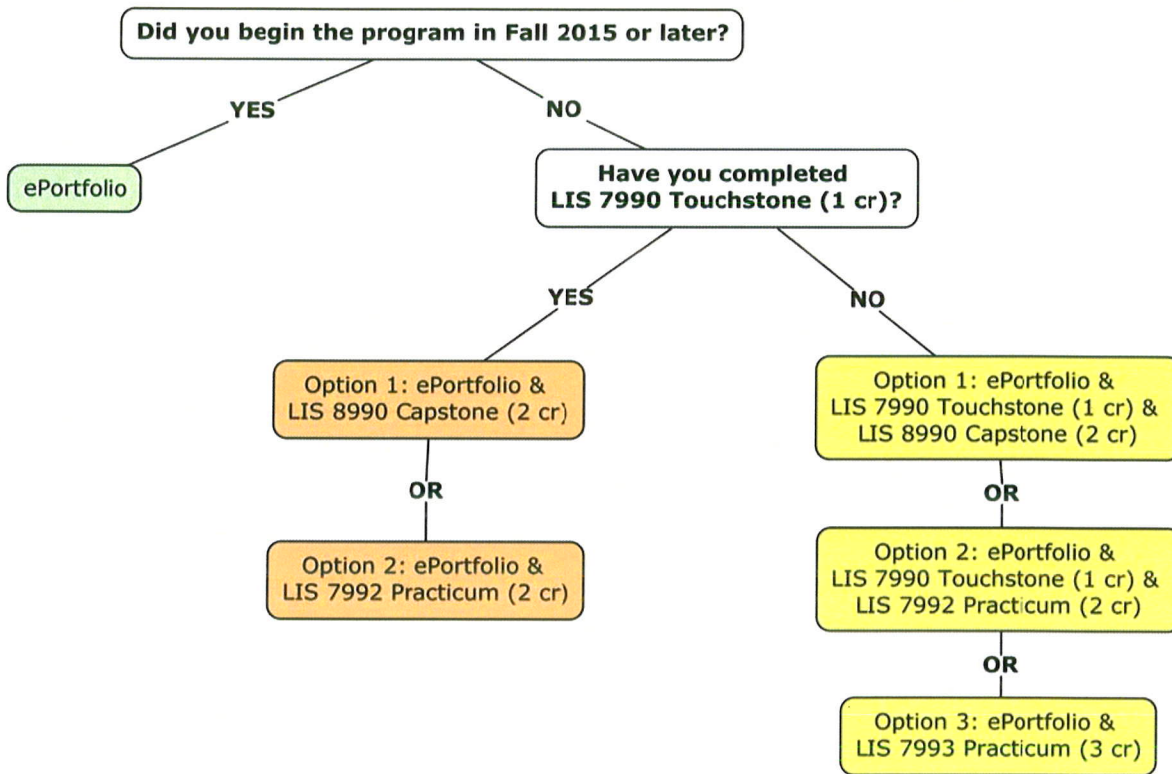 Did you begin the program in Fall 2015 or later?
YES
NO
ePortfolio
Have you completed
LIS 7990 Touchstone (1 cr)?
YES
NO
Option 1: ePortfolio &
LIS 8990 Capstone (2 cr)
OR
Option 2: ePortfolio &
LIS 7992 Practicum (2 cr)
Option 1: ePortfolio &
LIS 7990 Touchstone (1 cr) &
LIS 8990 Capstone (2 cr)
OR
Option 2: ePortfolio &
LIS 7990 Touchstone (1 cr) &
LIS 7992 Practicum (2 cr)
OR
Option 3: ePortfolio &
LIS 7993 Practicum (3 cr)